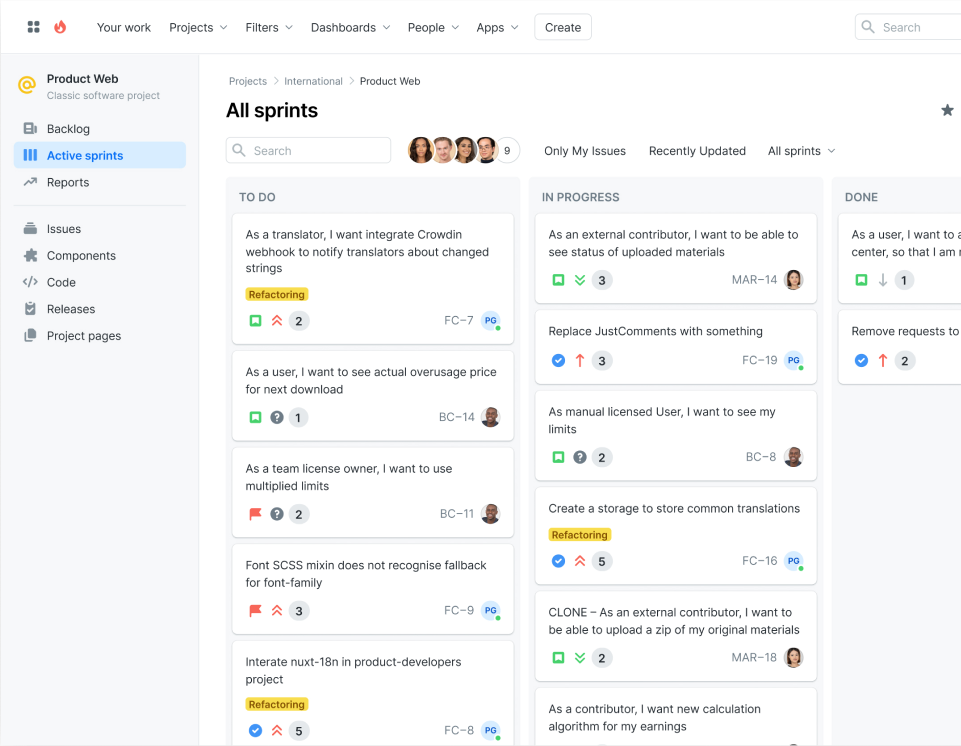 Your work Projects Filters Dashboards People Apps Create Search
Product Web
Classic software project
Backlog
Active sprints
Reports
Issues
Components
Code
Releases
Project pages
Projects International Product Web
All sprints
Search 9 Only My Issues Recently Updated All sprints
TO DO
As a translator, I want integrate Crowdin
webhook to notify translators about changed
strings
Refactoring
2 FC–7 PG
As a user, I want to see actual overusage price
for next download
1 BC–14
As a team license owner, I want to use
multiplied limits
2 BC–11
Font SCSS mixin does not recognise fallback
for font-family
3 FC–9 PG
Interate nuxt-18n in product-developers
project
Refactoring
5 FC–8 PG
IN PROGRESS
As an external contributor, I want to be able to
see status of uploaded materials
3 MAR–14
Replace JustComments with something
3 FC–19 PG
As manual licensed User, I want to see my
limits
2 BC–8
Create a storage to store common translations
Refactoring
5 FC–16 PG
CLONE – As an external contributor, I want to
be able to upload a zip of my original materials
2 MAR–18
As a contributor, I want new calculation
algorithm for my earnings
DONE
As a user, I want to
center, so that I am
1
Remove requests to
2